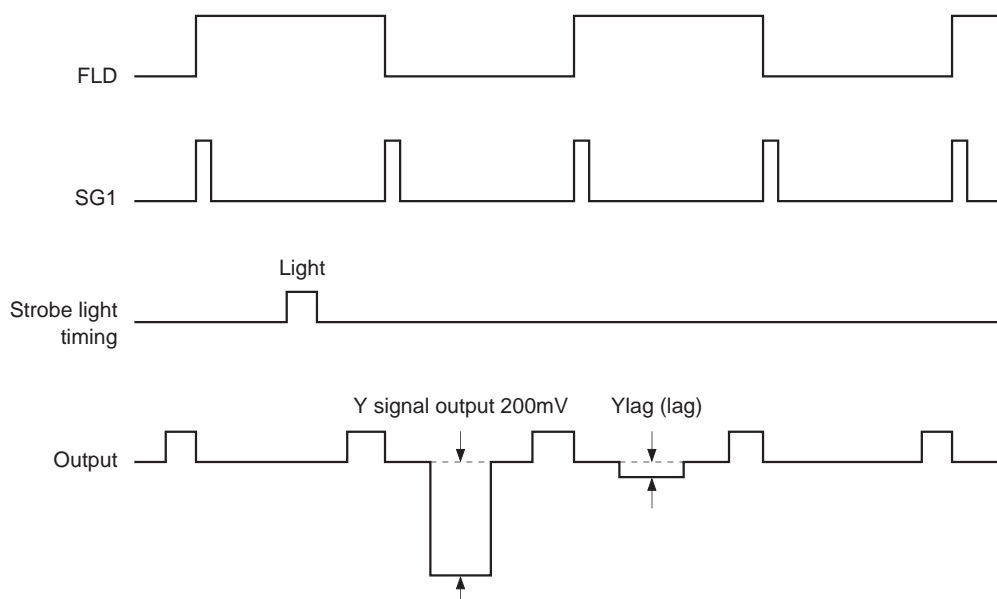 FLD
SG1
Light
Strobe light
timing
Y signal output 200mV
Ylag (lag)
Output